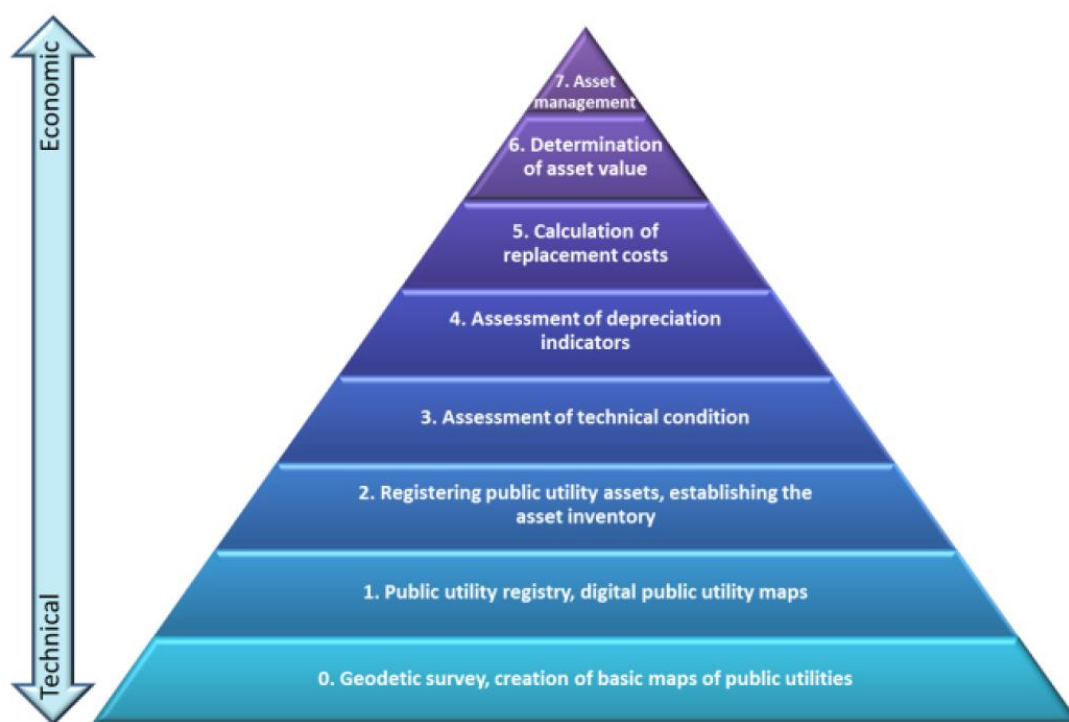 Economic
Technical
7. Asset
management
6. Determination
of asset value
5. Calculation of
replacement costs
4. Assessment of depreciation
indicators
3. Assessment of technical condition
2. Registering public utility assets, establishing the
asset inventory
1. Public utility registry, digital public utility maps
0. Geodetic survey, creation of basic maps of public utilities